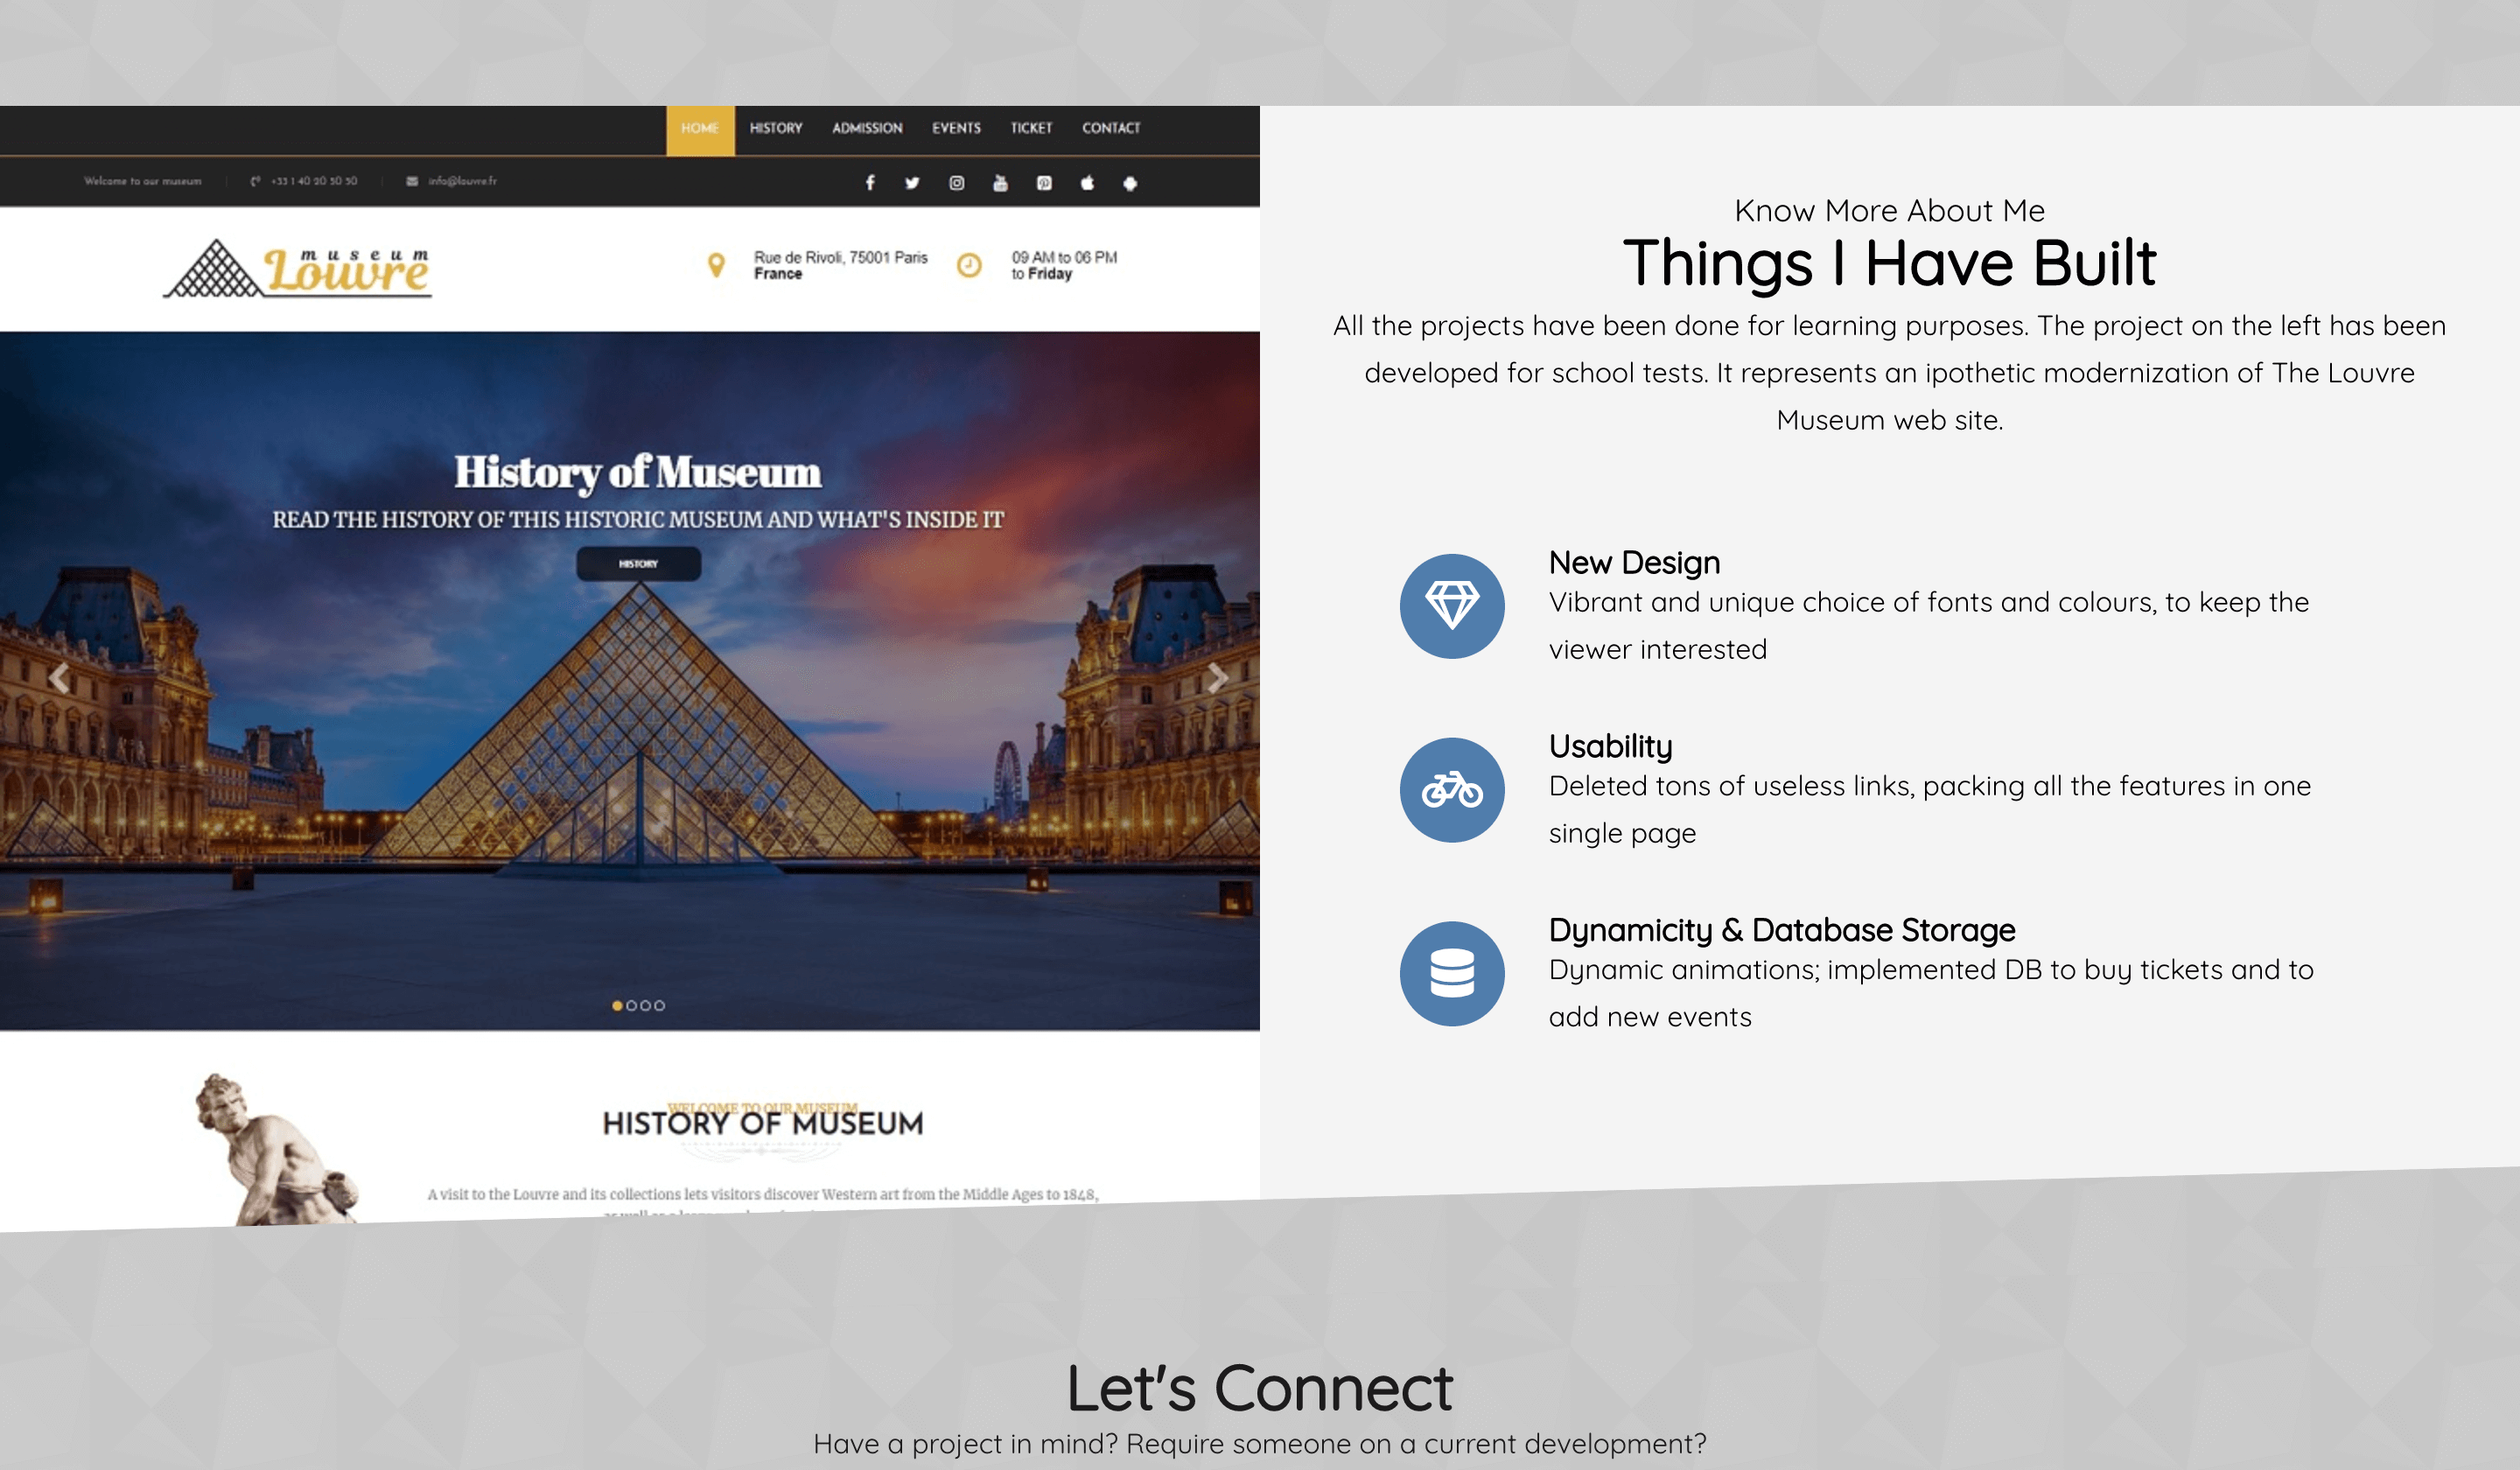 HOME HISTORY ADMISSION EVENTS TICKET CONTACT
Welcome to our museum +33 1 40 20 50 50 info@louvre.fr
museum
Louvre
Rue de Rivoli, 75001 Paris
France
09 AM to 06 PM
to Friday
History of Museum
READ THE HISTORY OF THIS HISTORIC MUSEUM AND WHAT'S INSIDE IT
HISTORY
WELCOME TO OUR MUSEUM
HISTORY OF MUSEUM
A visit to the Louvre and its collections lets visitors discover Western art from the Middle Ages to 1848,
Know More About Me
Things I Have Built
All the projects have been done for learning purposes. The project on the left has been
developed for school tests. It represents an ipothetic modernization of The Louvre
Museum web site.
New Design
Vibrant and unique choice of fonts and colours, to keep the
viewer interested
Usability
Deleted tons of useless links, packing all the features in one
single page
Dynamicity & Database Storage
Dynamic animations; implemented DB to buy tickets and to
add new events
Let's Connect
Have a project in mind? Require someone on a current development?